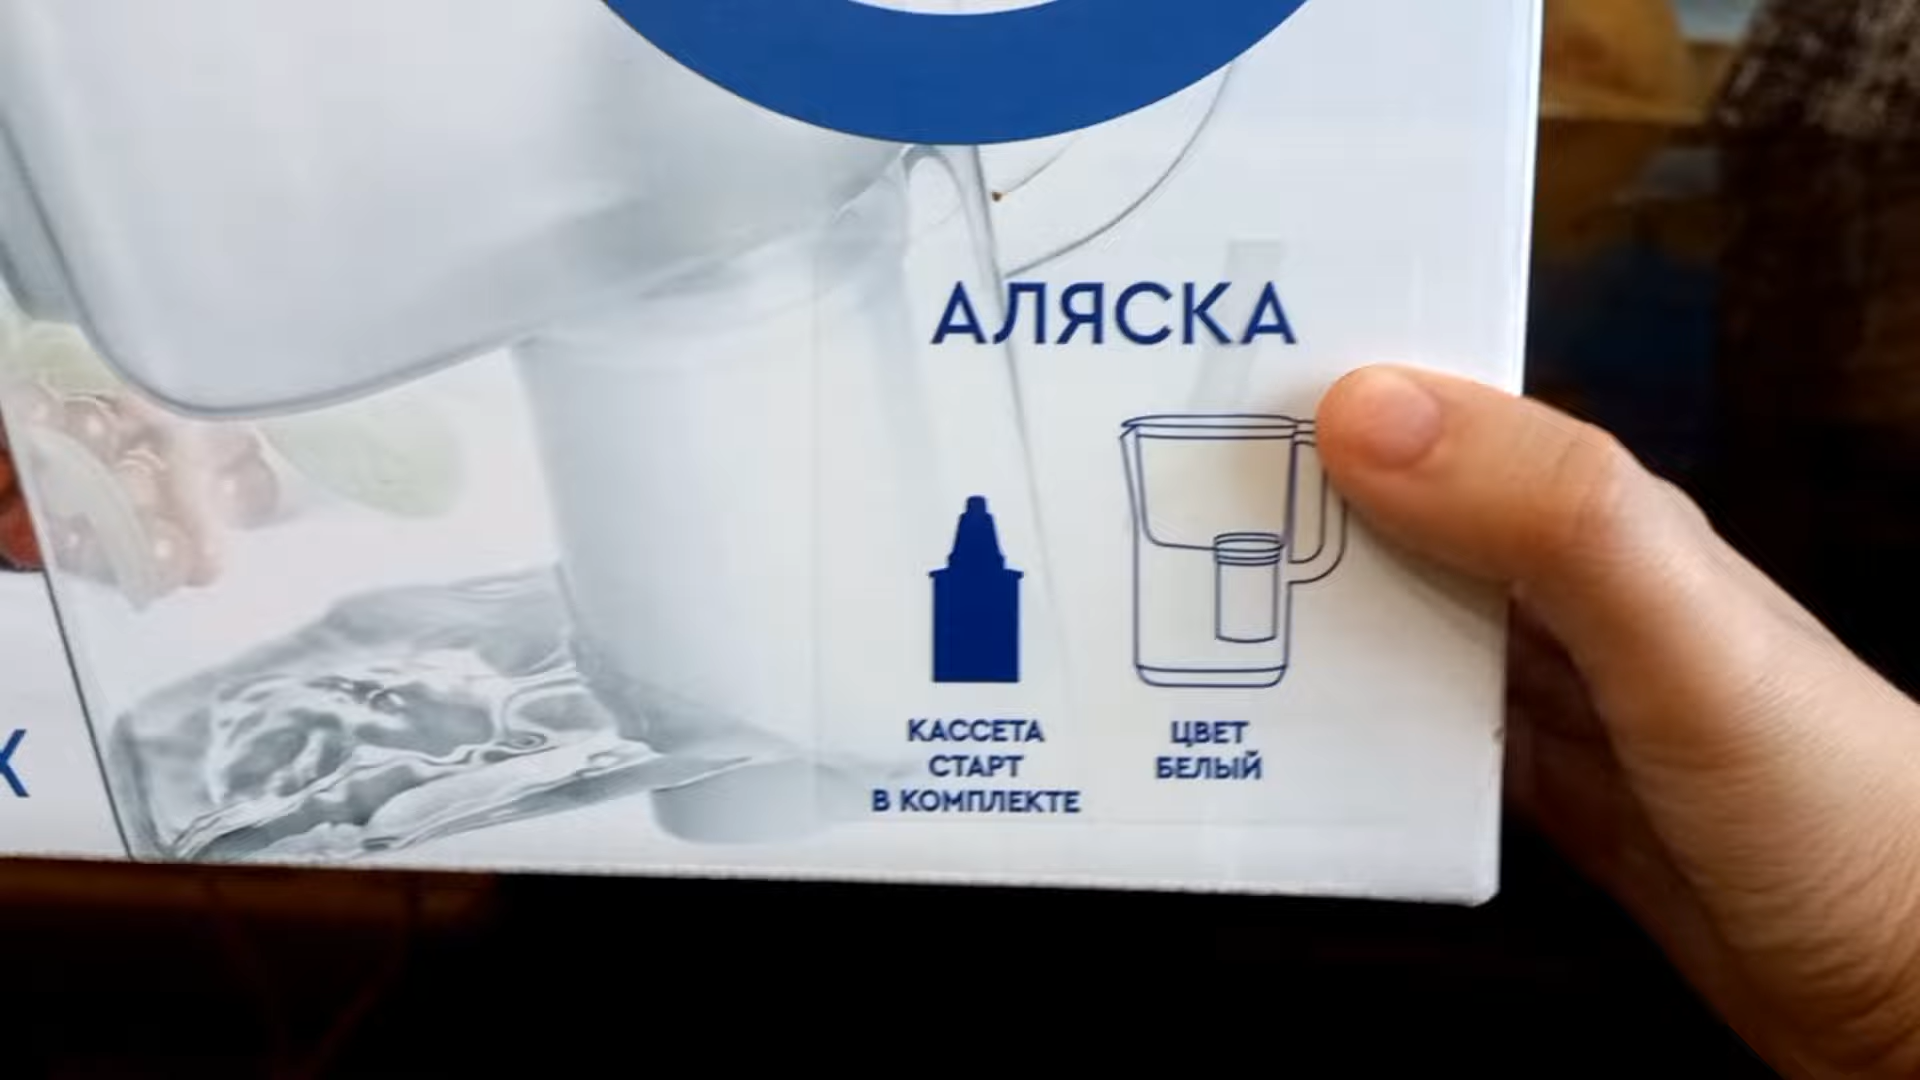 АЛЯСКА
КАССЕТА
СТАРТ
В КОМПЛЕКТЕ
ЦВЕТ
БЕЛЫЙ
Х